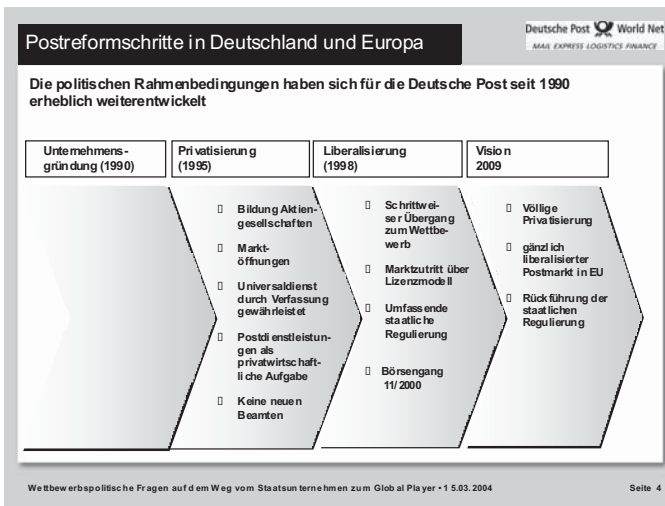 Postreformschritte in Deutschland und Europa
Deutsche Post World Net
MAIL EXPRESS LOGISTICS FINANCE
Die politischen Rahmenbedingungen haben sich für die Deutsche Post seit 1990
erheblich weiterentwickelt
Unternehmens-
gründung (1990)
Privatisierung
(1995)
Bildung Aktien-
gesellschaften
Markt-
öffnungen
Universaldienst
durch Verfassung
gewährleistet
Postdienstleistun-
gen als
privatwirtschaft-
liche Aufgabe
Keine neuen
Beamten
Liberalisierung
(1998)
Schrittwei-
ser Übergang
zum Wettbe-
werb
Marktzutritt über
Lizenzmodell
Umfassende
staatliche
Regulierung
Börsengang
11/2000
Vision
2009
Völlige
Privatisierung
gänzlich
liberalisierter
Postmarkt in EU
Rückführung der
staatlichen
Regulierung
Wettbewerbspolitische Fragen auf dem Weg vom Staatsunternehmen zum Global Player • 15.03.2004
Seite 4